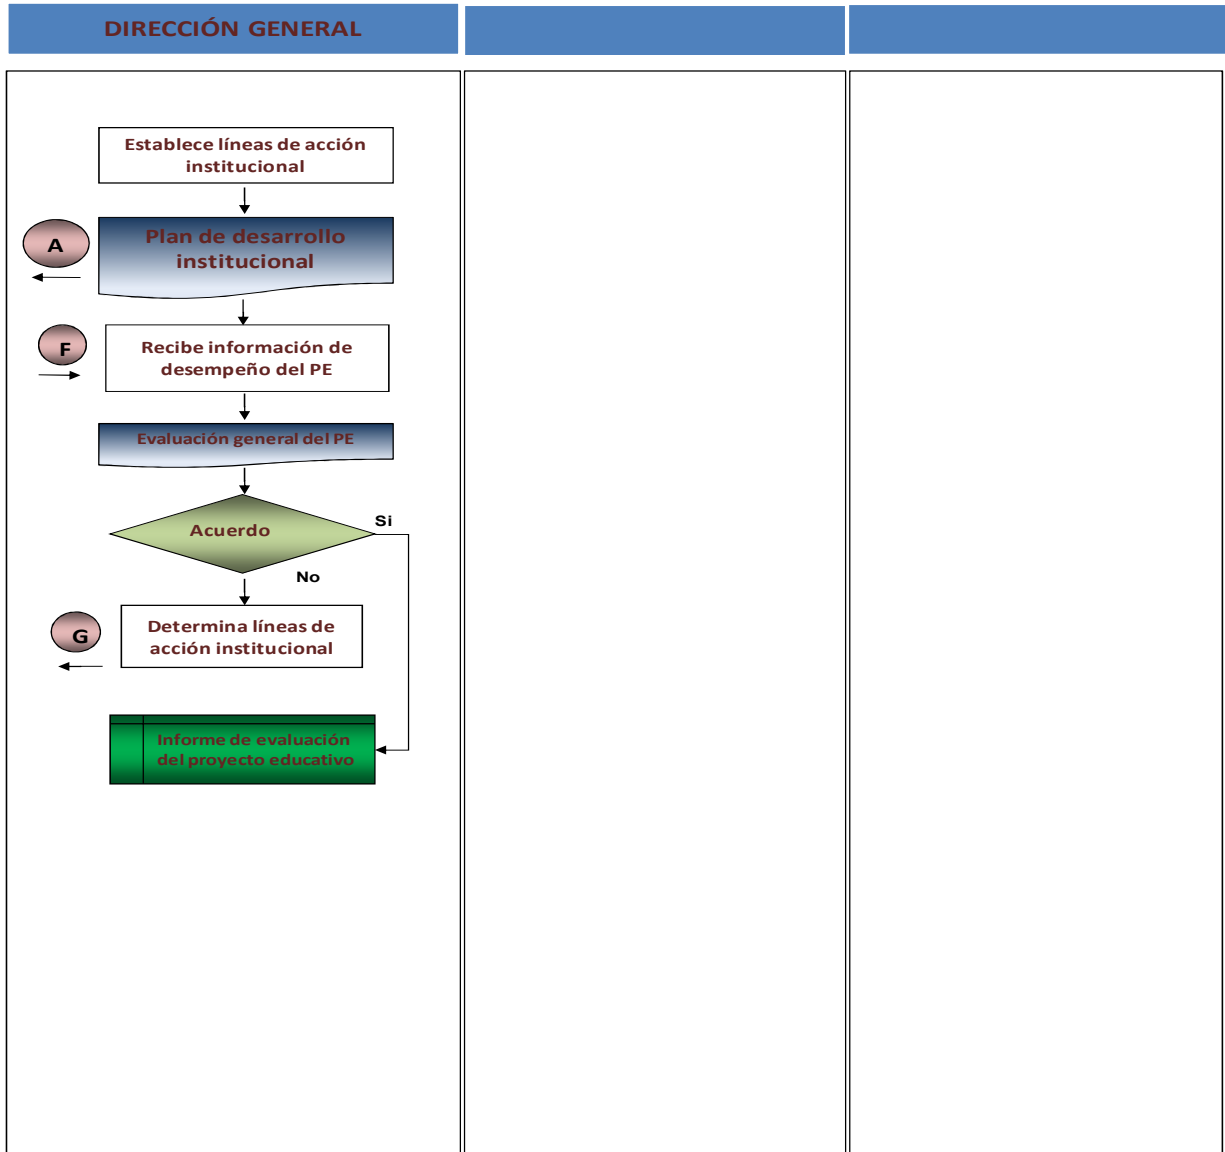 DIRECCIÓN GENERAL
Establece líneas de acción
institucional
A
Plan de desarrollo
institucional
F
Recibe información de
desempeño del PE
Evaluación general del PE
Acuerdo
Si
No
G
Determina líneas de
acción institucional
Informe de evaluación
del proyecto educativo